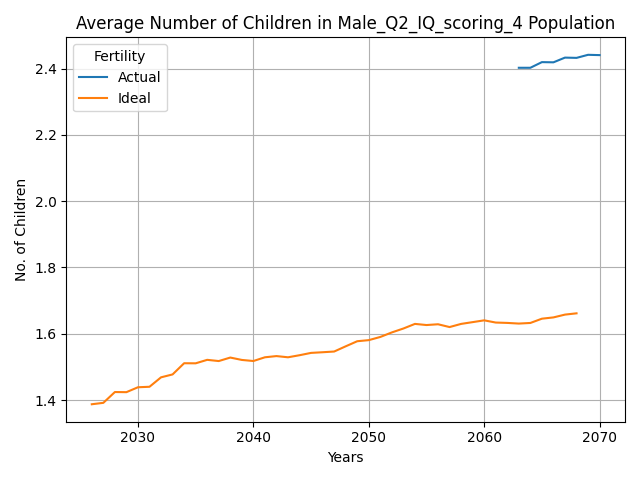 Average Number of Children in Male_Q2_IQ_scoring_4 Population
Fertility
Actual
Ideal
No. of Children
2.4
2.2
2.0
1.8
1.6
1.4
2030 2040 2050 2060 2070
Years